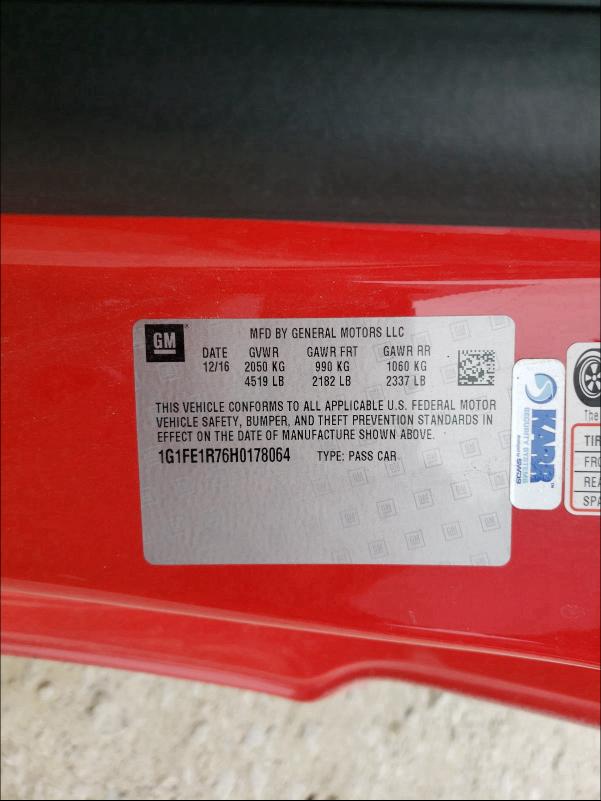 GM
MFD BY GENERAL MOTORS LLC
DATE GVWR GAWR FRT GAWR RR
12/16 2050 KG 990 KG 1060 KG
4519 LB 2182 LB 2337 LB
THIS VEHICLE CONFORMS TO ALL APPLICABLE U.S. FEDERAL MOTOR
VEHICLE SAFETY, BUMPER, AND THEFT PREVENTION STANDARDS IN
EFFECT ON THE DATE OF MANUFACTURE SHOWN ABOVE.
1G1FE1R76H0178064 TYPE: PASS CAR
KARR
SECURITY SYSTEMS
The
TIR
FRO
REA
SPA